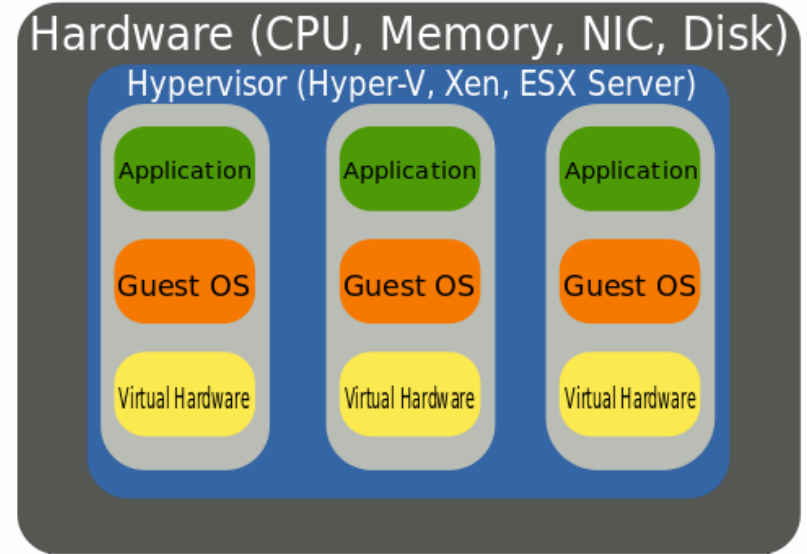 Hardware (CPU, Memory, NIC, Disk)
Hypervisor (Hyper-V, Xen, ESX Server)
Application
Guest OS
Virtual Hardware
Application
Guest OS
Virtual Hardware
Application
Guest OS
Virtual Hardware